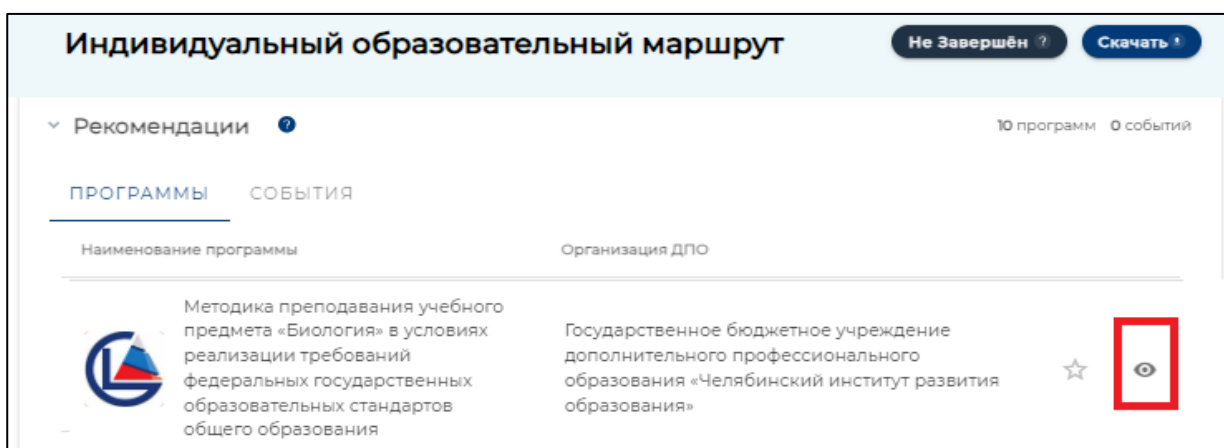 Индивидуальный образовательный маршрут
Не Завершён ?
Скачать
Рекомендации ?
10 программ 0 событий
ПРОГРАММЫ СОБЫТИЯ
Наименование программы
Организация ДПО
Методика преподавания учебного
предмета «Биология» в условиях
реализации требований
федеральных государственных
образовательных стандартов
общего образования
Государственное бюджетное учреждение
дополнительного профессионального
образования «Челябинский институт развития
образования»